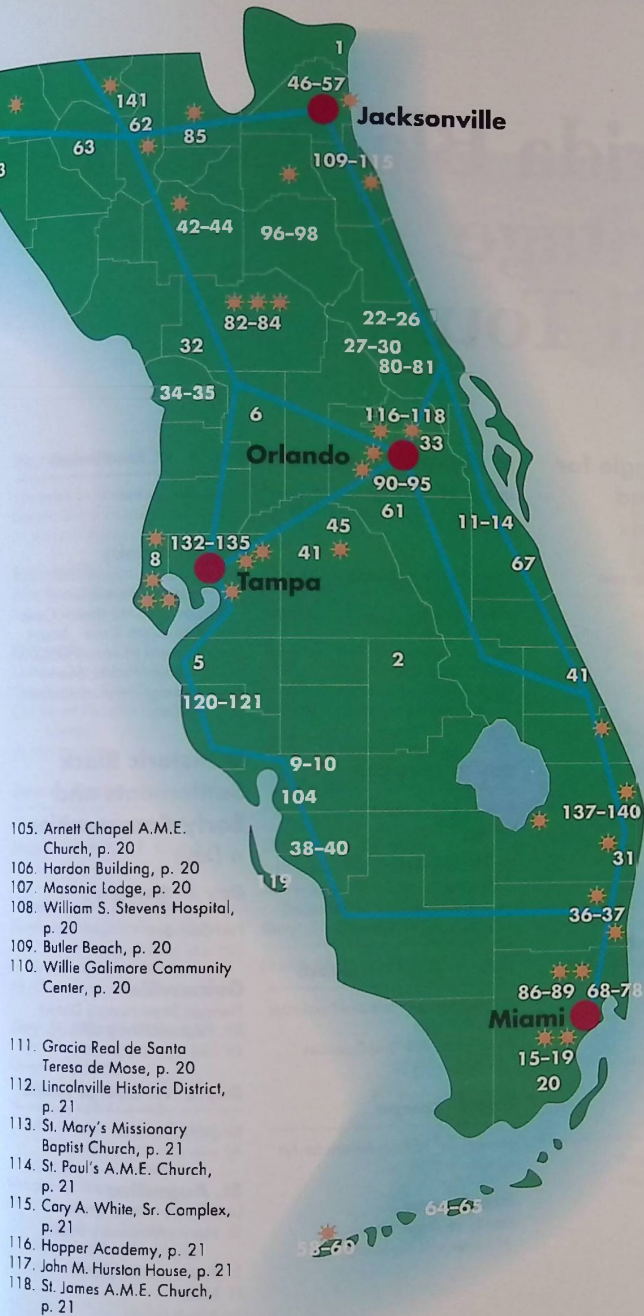 1
46–57
Jacksonville
141
62
85
63
3
109–115
42–44
96–98
82–84
22–26
27–30
80–81
32
34–35
6
116–118
33
Orlando
90–95
61
45
41
11–14
132–135
8
Tampa
67
5
2
41
120–121
9–10
104
137–140
38–40
31
119
36–37
86–89
68–78
Miami
15–19
20
64–65
58–60
105. Arnett Chapel A.M.E.
Church, p. 20
106. Hardon Building, p. 20
107. Masonic Lodge, p. 20
108. William S. Stevens Hospital,
p. 20
109. Butler Beach, p. 20
110. Willie Galimore Community
Center, p. 20
111. Gracia Real de Santa
Teresa de Mose, p. 20
112. Lincolnville Historic District,
p. 21
113. St. Mary's Missionary
Baptist Church, p. 21
114. St. Paul's A.M.E. Church,
p. 21
115. Cary A. White, Sr. Complex,
p. 21
116. Hopper Academy, p. 21
117. John M. Hurston House, p. 21
118. St. James A.M.E. Church,
p. 21